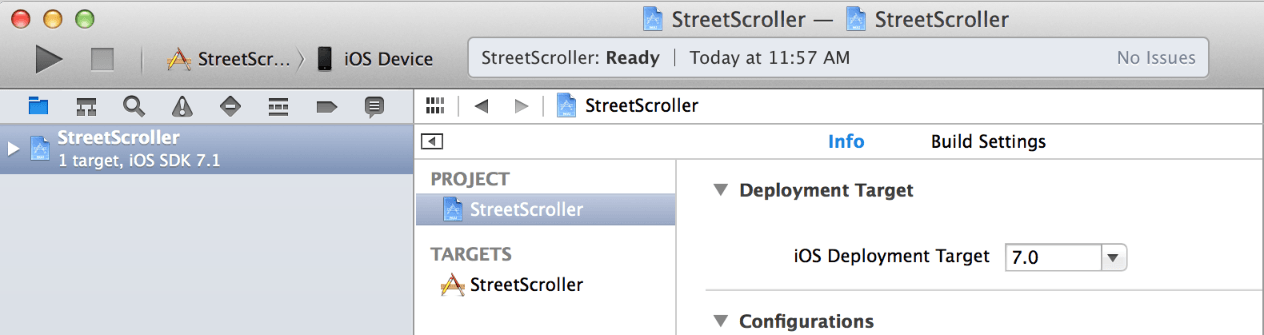 StreetScroller — StreetScroller
StreetScr... iOS Device
StreetScroller: Ready | Today at 11:57 AM No Issues
StreetScroller
StreetScroller
1 target, iOS SDK 7.1
Info Build Settings
PROJECT
StreetScroller
TARGETS
StreetScroller
Deployment Target
iOS Deployment Target 7.0
Configurations